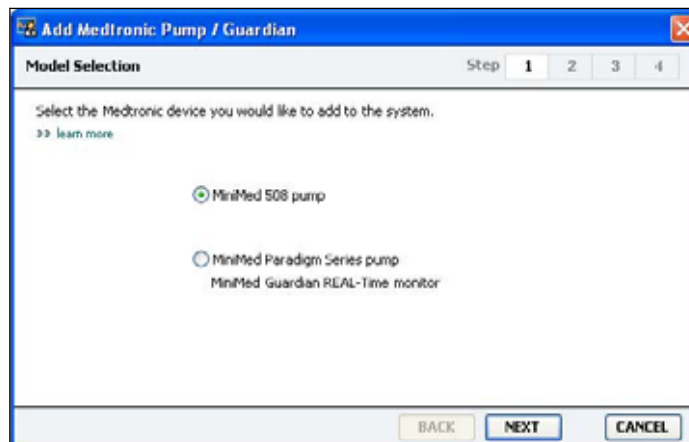 Add Medtronic Pump / Guardian
Model Selection Step 1 2 3 4
Select the Medtronic device you would like to add to the system.
>> learn more
MiniMed 508 pump
MiniMed Paradigm Series pump
MiniMed Guardian REAL-Time monitor
BACK NEXT CANCEL